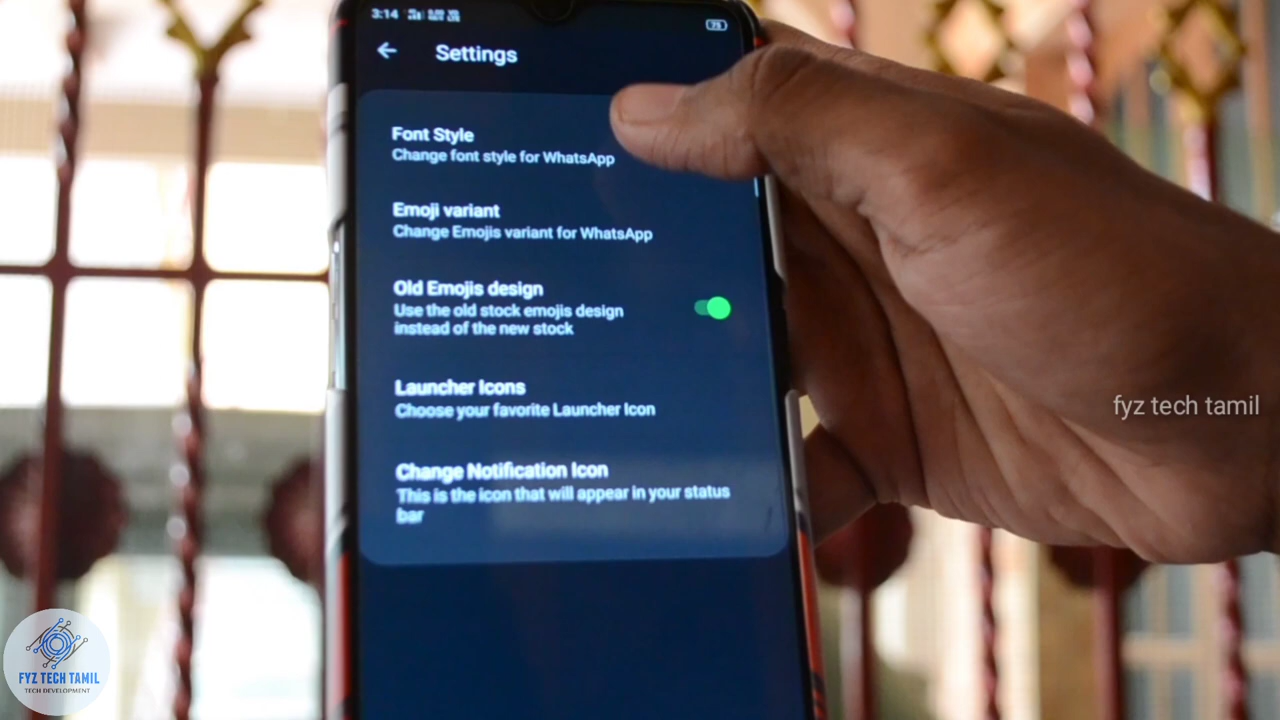 3:14
75
Settings
Font Style
Change font style for WhatsApp
Emoji variant
Change Emojis variant for WhatsApp
Old Emojis design
Use the old stock emojis design
instead of the new stock
Launcher Icons
Choose your favorite Launcher Icon
Change Notification Icon
This is the icon that will appear in your status
bar
fyz tech tamil
FYZ TECH TAMIL
TECH DEVELOPMENT